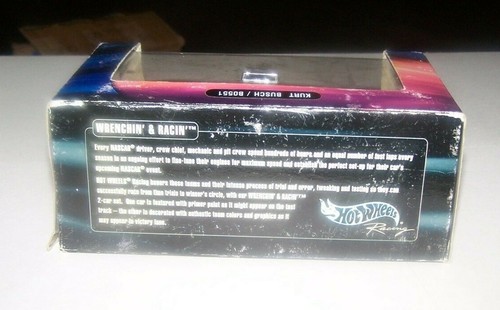 KURT BUSCH / B0551
WRENCHIN' & RACIN'™
Every NASCAR® driver, crew chief, mechanic and pit crew spend hundreds of hours and an equal number of test laps every
season in an ongoing effort to fine-tune their engines for maximum speed and the perfect set-up for their car's
upcoming NASCAR® event.
HOT WHEELS® Racing honors these teams and their intense process of trial and error, tweaking and testing so they can
successfully race from time trials to winner's circle, with our WRENCHIN' & RACIN'™
2-car set. One car is featured with primer paint as it might appear on the test
track — the other is decorated with authentic team colors and graphics as it
may appear in victory lane.
Hot Wheels
Racing